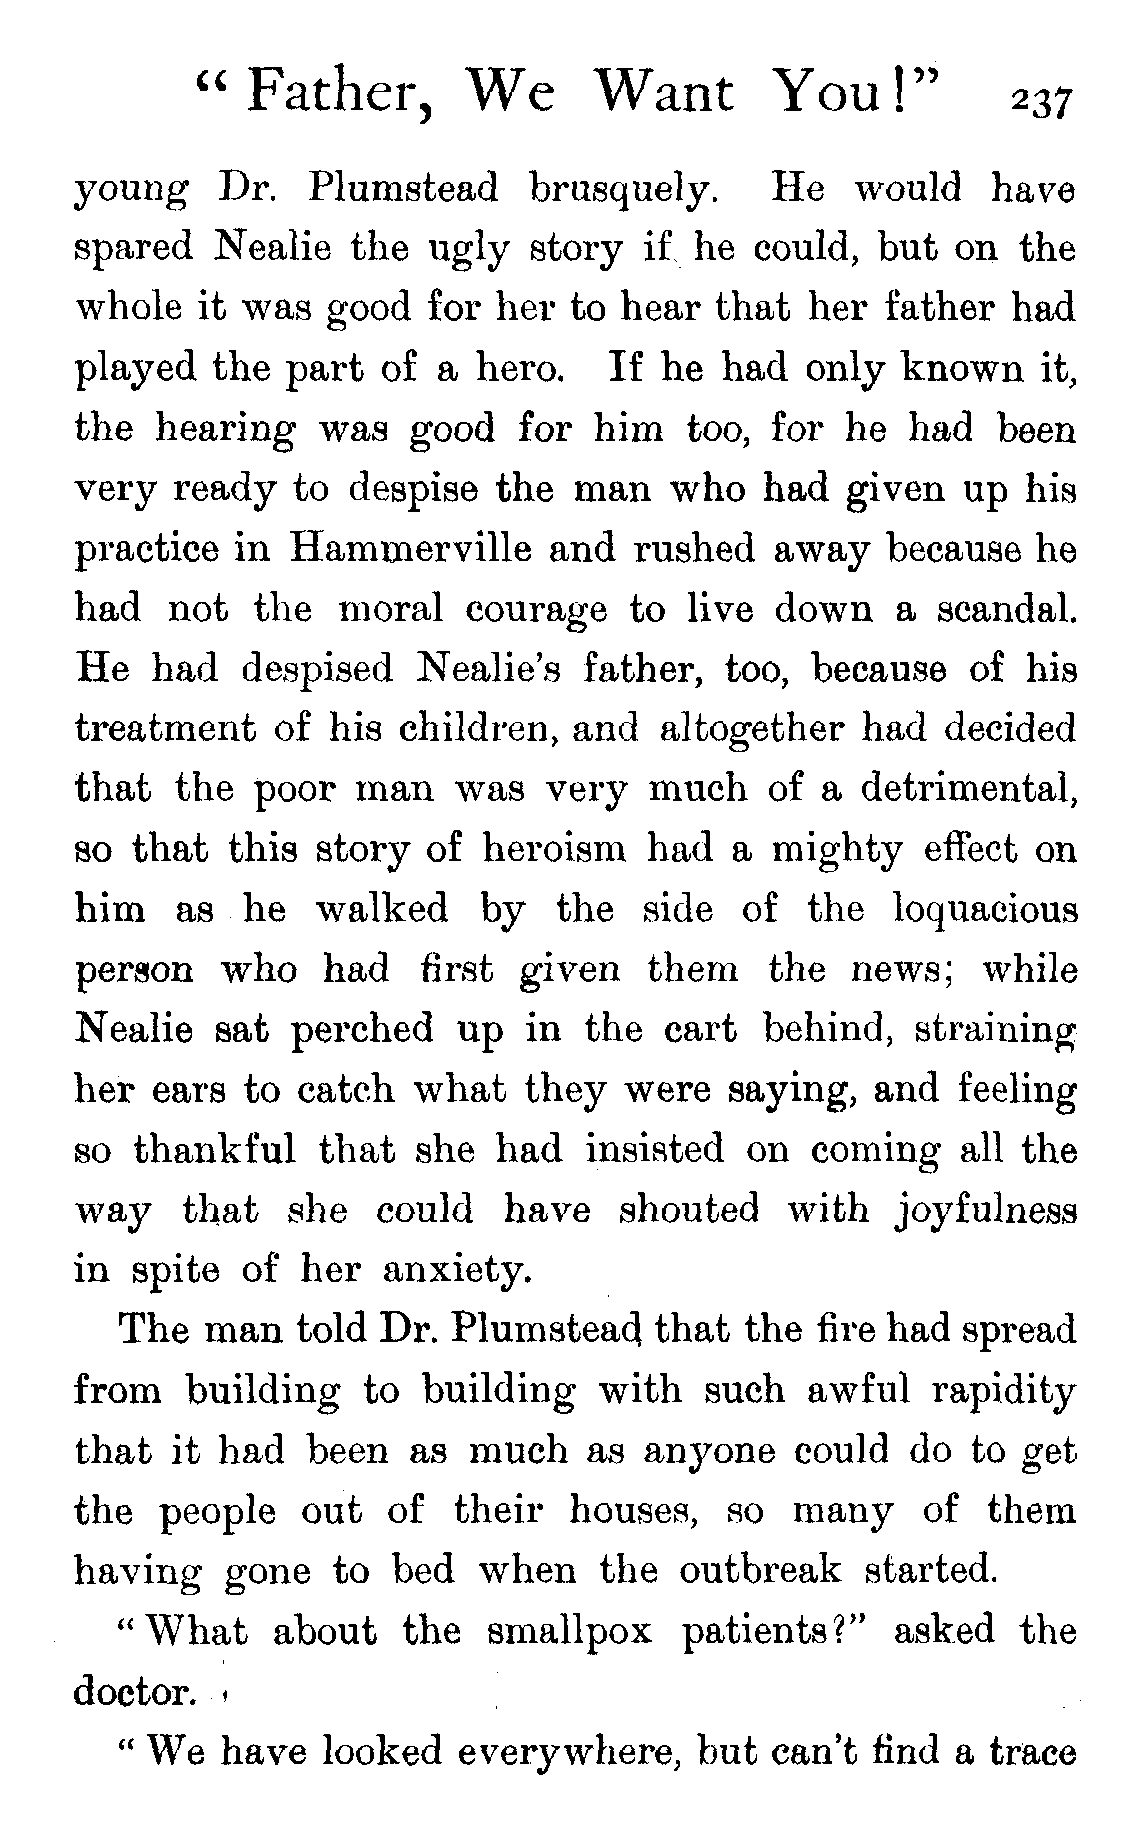 “ Father, We Want You!” 237
young Dr. Plumstead brusquely. He would have
spared Nealie the ugly story if he could, but on the
whole it was good for her to hear that her father had
played the part of a hero. If he had only known it,
the hearing was good for him too, for he had been
very ready to despise the man who had given up his
practice in Hammerville and rushed away because he
had not the moral courage to live down a scandal.
He had despised Nealie’s father, too, because of his
treatment of his children, and altogether had decided
that the poor man was very much of a detrimental,
so that this story of heroism had a mighty effect on
him as he walked by the side of the loquacious
person who had first given them the news; while
Nealie sat perched up in the cart behind, straining
her ears to catch what they were saying, and feeling
so thankful that she had insisted on coming all the
way that she could have shouted with joyfulness
in spite of her anxiety.
The man told Dr. Plumstead that the fire had spread
from building to building with such awful rapidity
that it had been as much as anyone could do to get
the people out of their houses, so many of them
having gone to bed when the outbreak started.
“ What about the smallpox patients?” asked the
doctor.
“ We have looked everywhere, but can’t find a trace